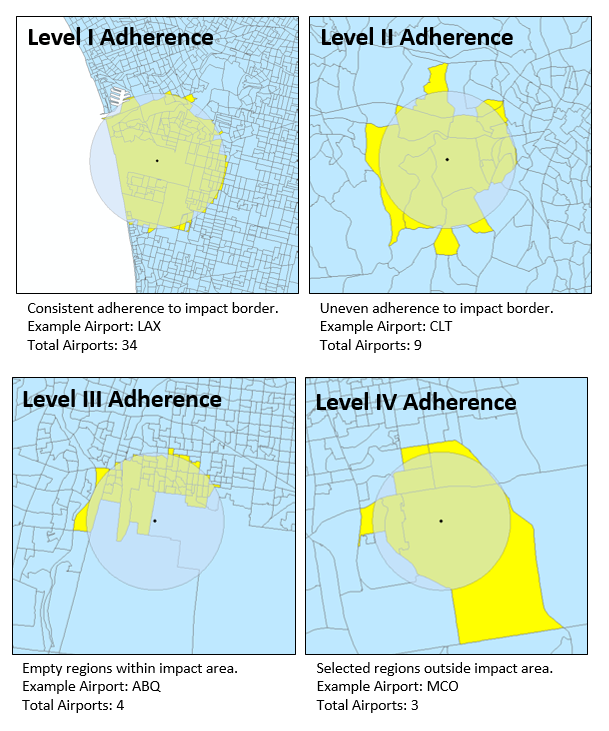 Level I Adherence
Level II Adherence
Consistent adherence to impact border.
Example Airport: LAX
Total Airports: 34
Uneven adherence to impact border.
Example Airport: CLT
Total Airports: 9
Level III Adherence
Level IV Adherence
Empty regions within impact area.
Example Airport: ABQ
Total Airports: 4
Selected regions outside impact area.
Example Airport: MCO
Total Airports: 3